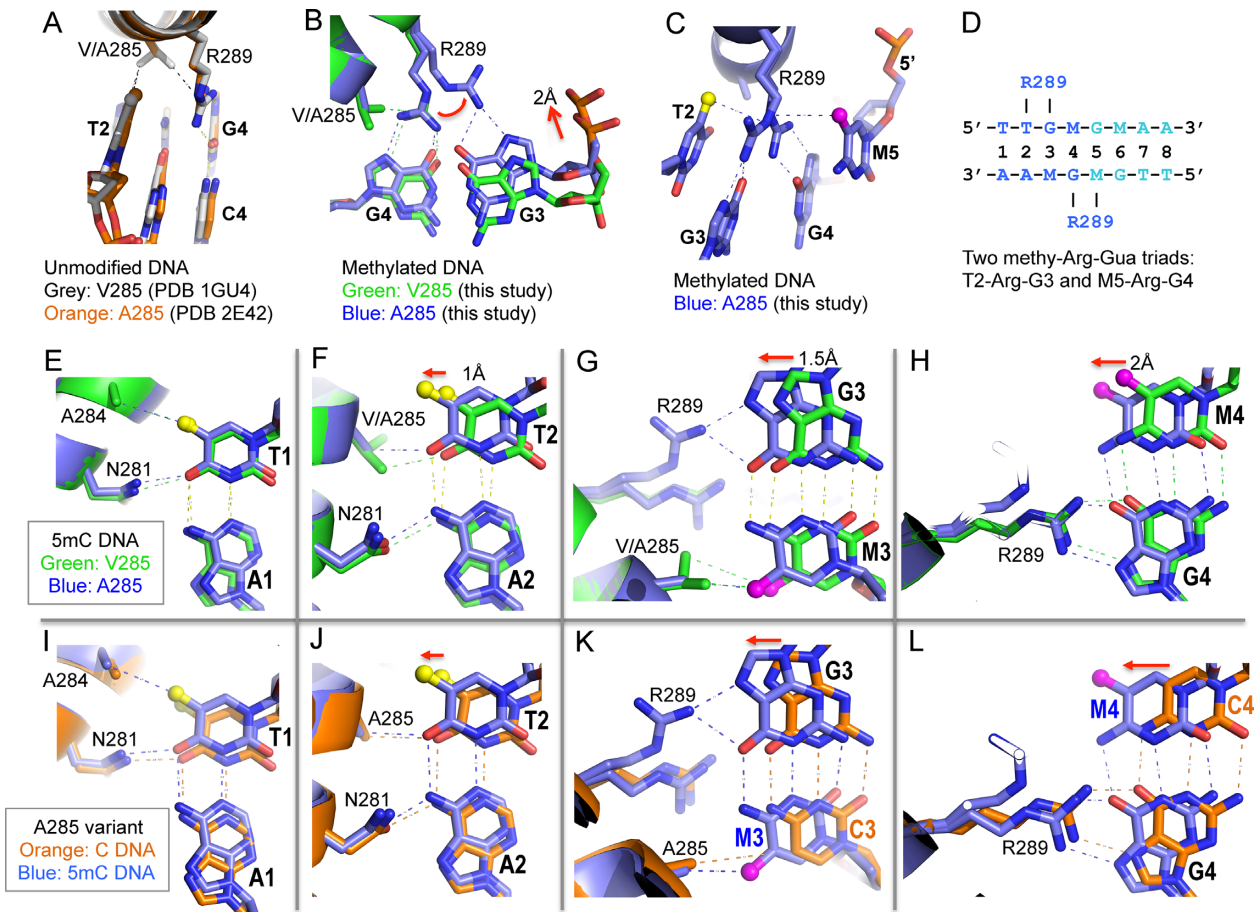 A
V/A285
R289
T2
G4
C4
Unmodified DNA
Grey: V285 (PDB 1GU4)
Orange: A285 (PDB 2E42)
B
R289
V/A285
2Å
G4
G3
Methylated DNA
Green: V285 (this study)
Blue: A285 (this study)
C
5’
R289
T2
M5
G3
G4
Methylated DNA
Blue: A285 (this study)
D
R289
5’-T-T-G-M-G-M-A-A-3’
1 2 3 4 5 6 7 8
3’-A-A-M-G-M-G-T-T-5’
R289
Two methy-Arg-Gua triads:
T2-Arg-G3 and M5-Arg-G4
E
A284
T1
N281
A1
5mC DNA
Green: V285
Blue: A285
F
1Å
V/A285
T2
N281
A2
G
1.5Å
R289
G3
V/A285
M3
H
2Å
M4
R289
G4
I
A284
N281
T1
A1
A285 variant
Orange: C DNA
Blue: 5mC DNA
J
T2
A285
N281
A2
K
R289
G3
M3
C3
A285
L
M4
C4
R289
G4